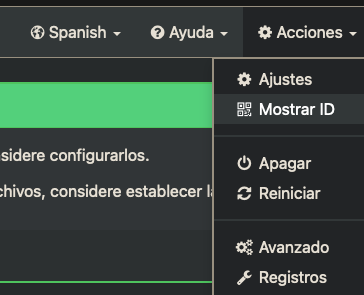 Spanish
Ayuda
Acciones
Ajustes
Mostrar ID
sidere configurarlos.
Apagar
chivos, considere establecer la
Reiniciar
Avanzado
Registros